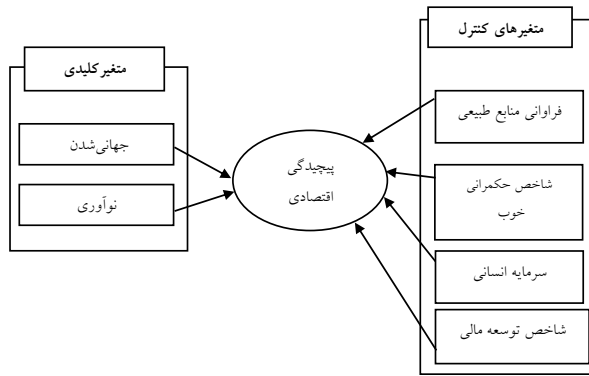 متغیرهای کنترل
فراوانی منابع طبیعی
شاخص حکمرانی
خوب
سرمایه انسانی
شاخص توسعه مالی
پیچیدگی
اقتصادی
متغیرکلیدی
جهانی‌شدن
نوآوری